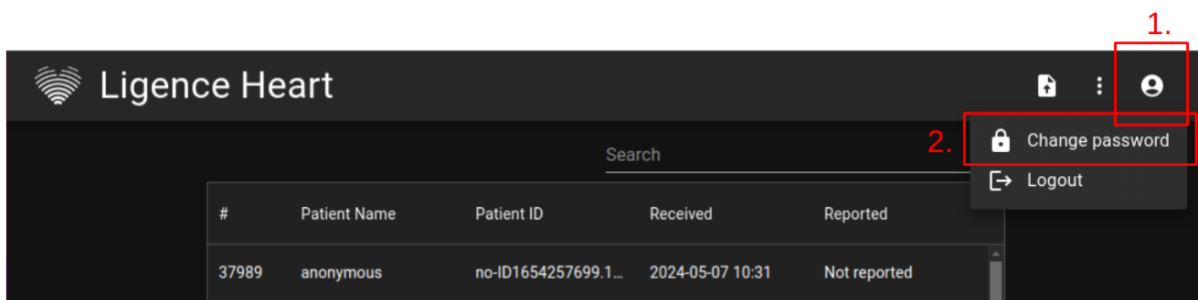 1.
Ligence Heart
2.
Change password
Search
Logout
# Patient Name Patient ID Received Reported
37989 anonymous no-ID1654257699.1... 2024-05-07 10:31 Not reported